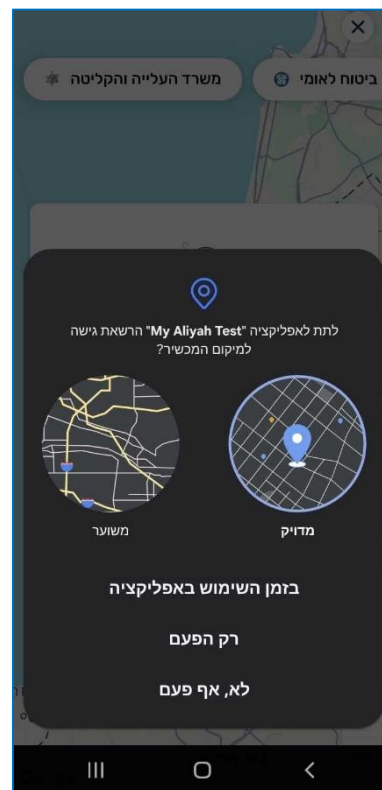 ביטוח לאומי
משרד העלייה והקליטה
לתת לאפליקציה "My Aliyah Test" הרשאת גישה
למיקום המכשיר?
מדויק
משוער
בזמן השימוש באפליקציה
רק הפעם
לא, אף פעם